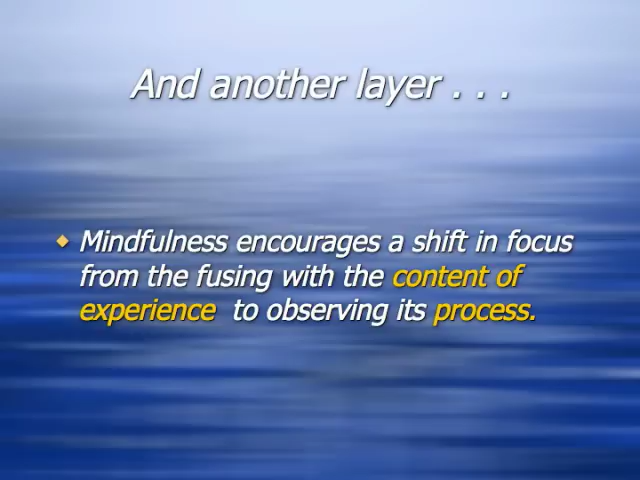 And another layer . . .
Mindfulness encourages a shift in focus
from the fusing with the content of
experience to observing its process.